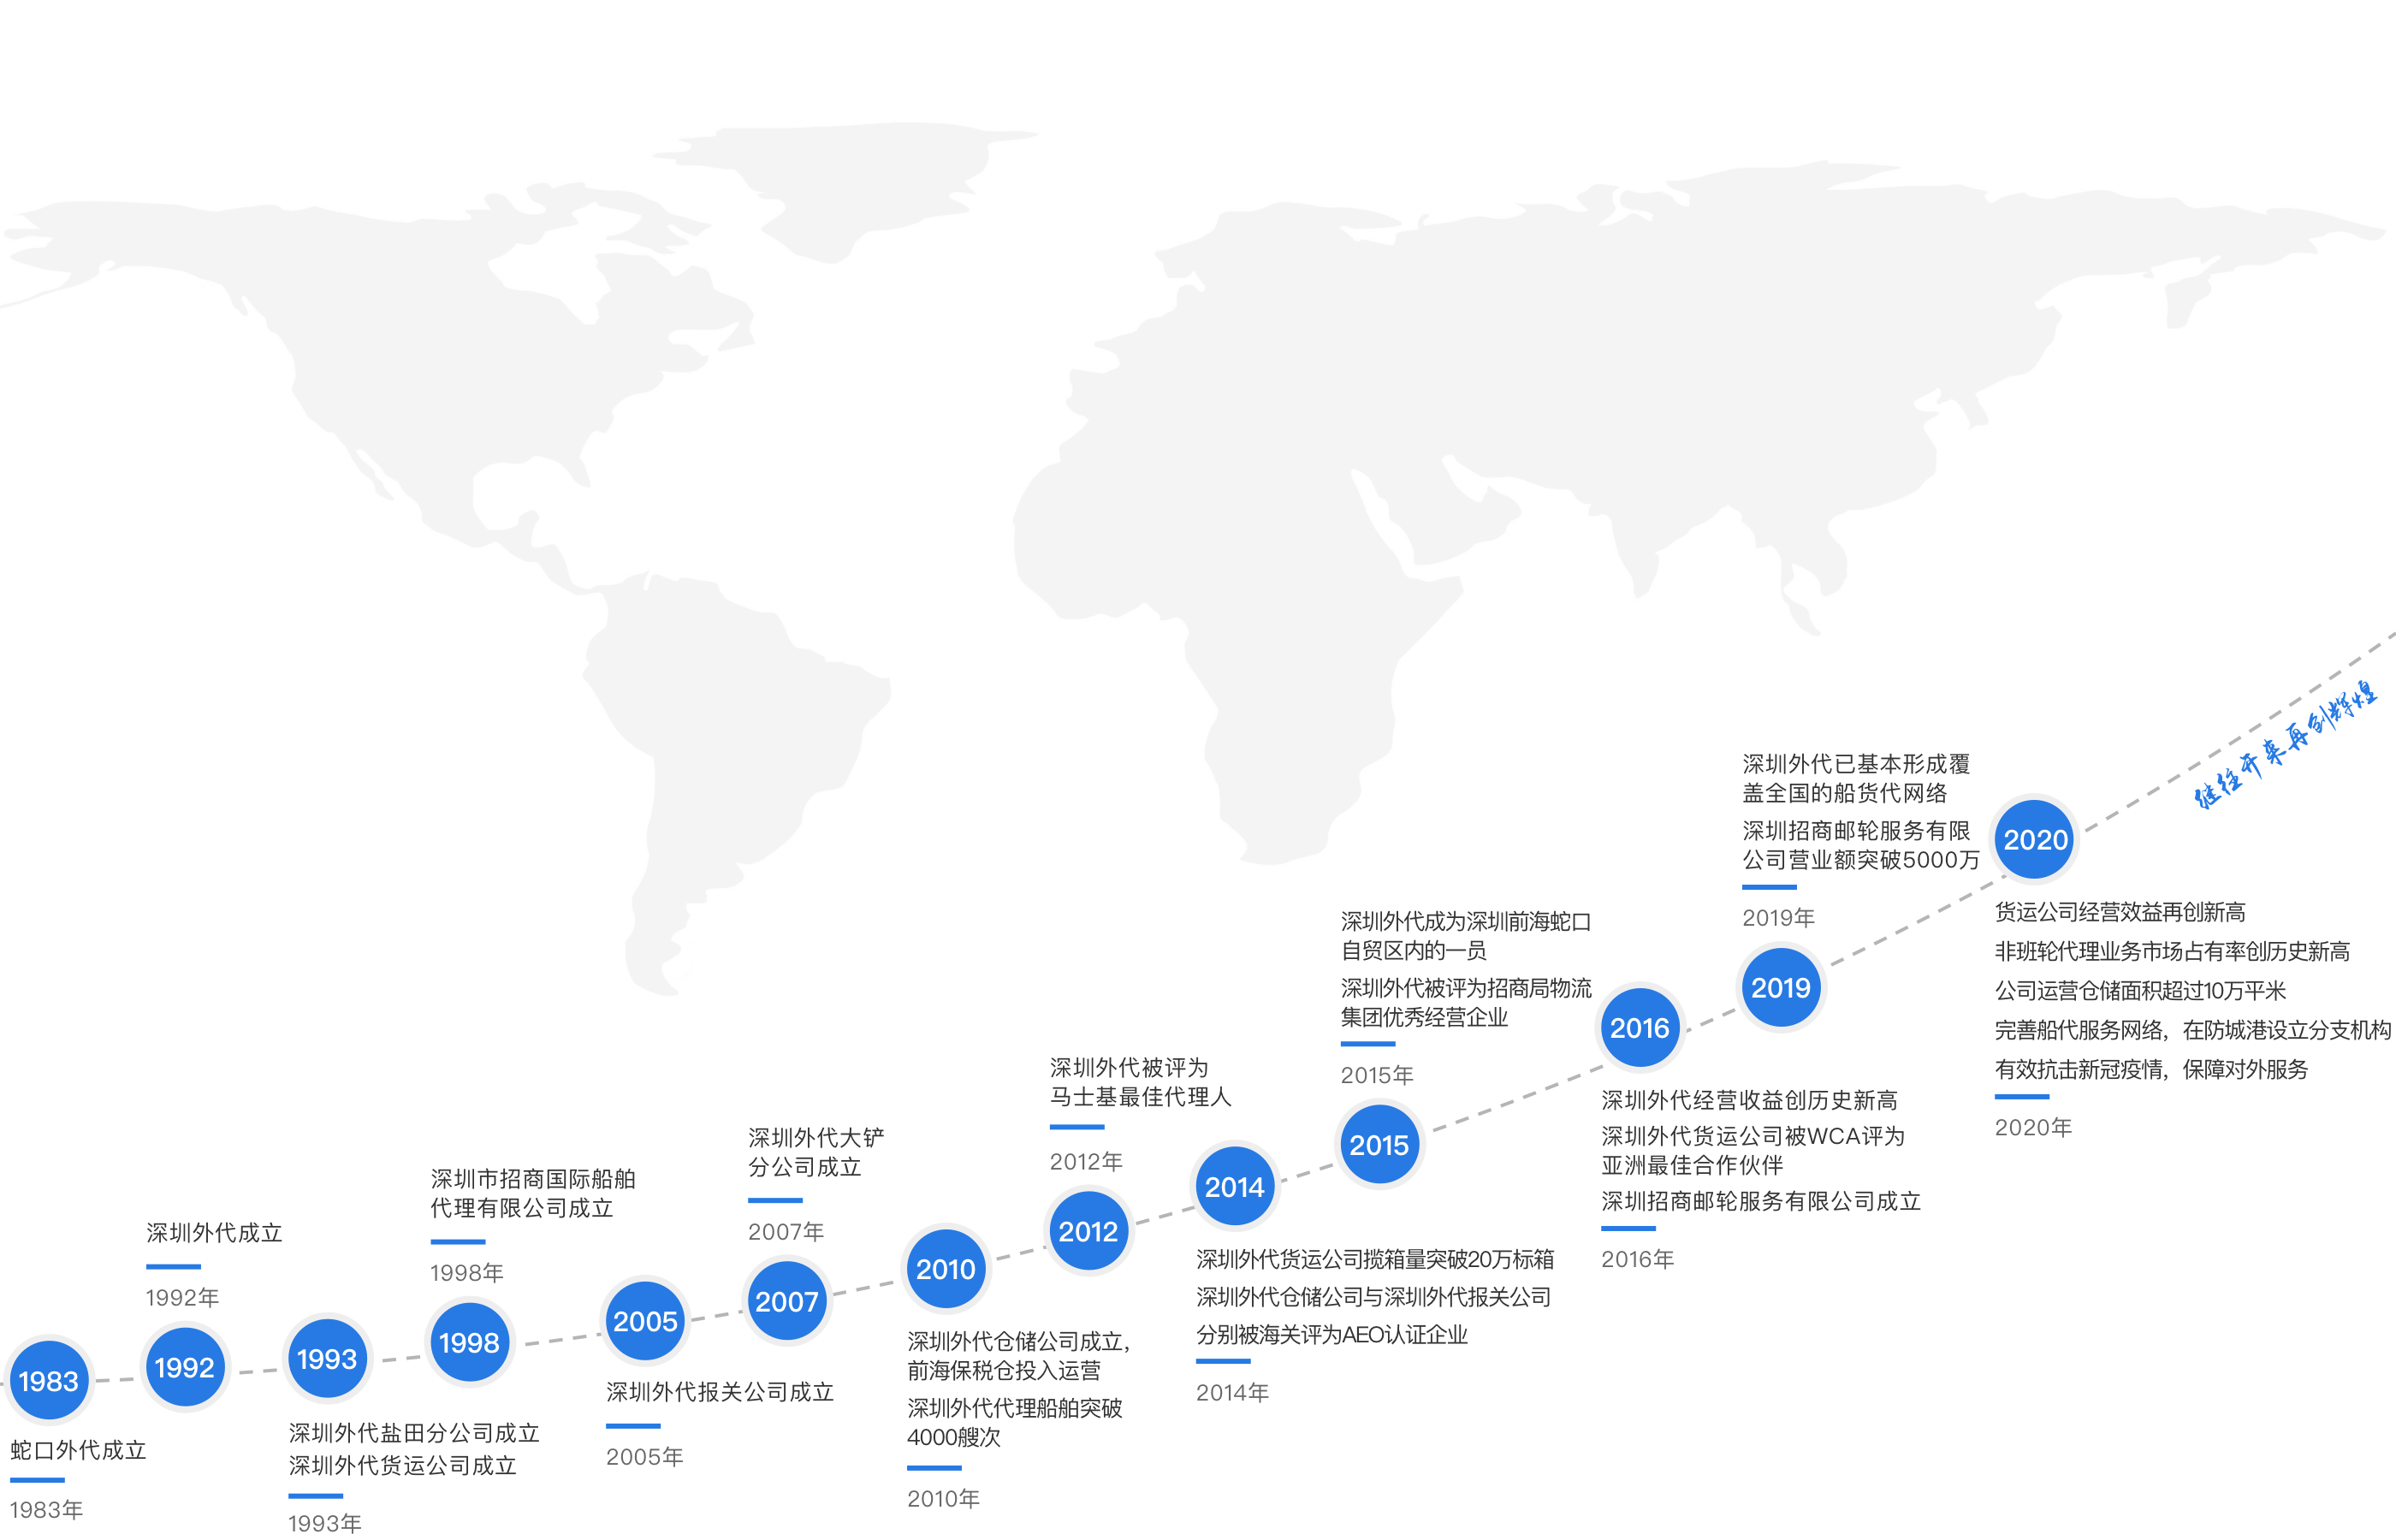 1983
蛇口外代成立
1983年
深圳外代成立
1992年
1992
1993
深圳外代盐田分公司成立
深圳外代货运公司成立
1993年
深圳市招商国际船舶
代理有限公司成立
1998年
1998
2005
深圳外代报关公司成立
2005年
深圳外代大铲
分公司成立
2007年
2007
2010
深圳外代仓储公司成立，
前海保税仓投入运营
深圳外代代理船舶突破
4000艘次
2010年
深圳外代被评为
马士基最佳代理人
2012年
2012
2014
深圳外代货运公司揽箱量突破20万标箱
深圳外代仓储公司与深圳外代报关公司
分别被海关评为AEO认证企业
2014年
深圳外代成为深圳前海蛇口
自贸区内的一员
深圳外代被评为招商局物流
集团优秀经营企业
2015年
2015
2016
深圳外代经营收益创历史新高
深圳外代货运公司被WCA评为
亚洲最佳合作伙伴
深圳招商邮轮服务有限公司成立
2016年
深圳外代已基本形成覆
盖全国的船货代网络
深圳招商邮轮服务有限
公司营业额突破5000万
2019年
2019
2020
货运公司经营效益再创新高
非班轮代理业务市场占有率创历史新高
公司运营仓储面积超过10万平米
完善船代服务网络，在防城港设立分支机构
有效抗击新冠疫情，保障对外服务
2020年
继往开来再创辉煌